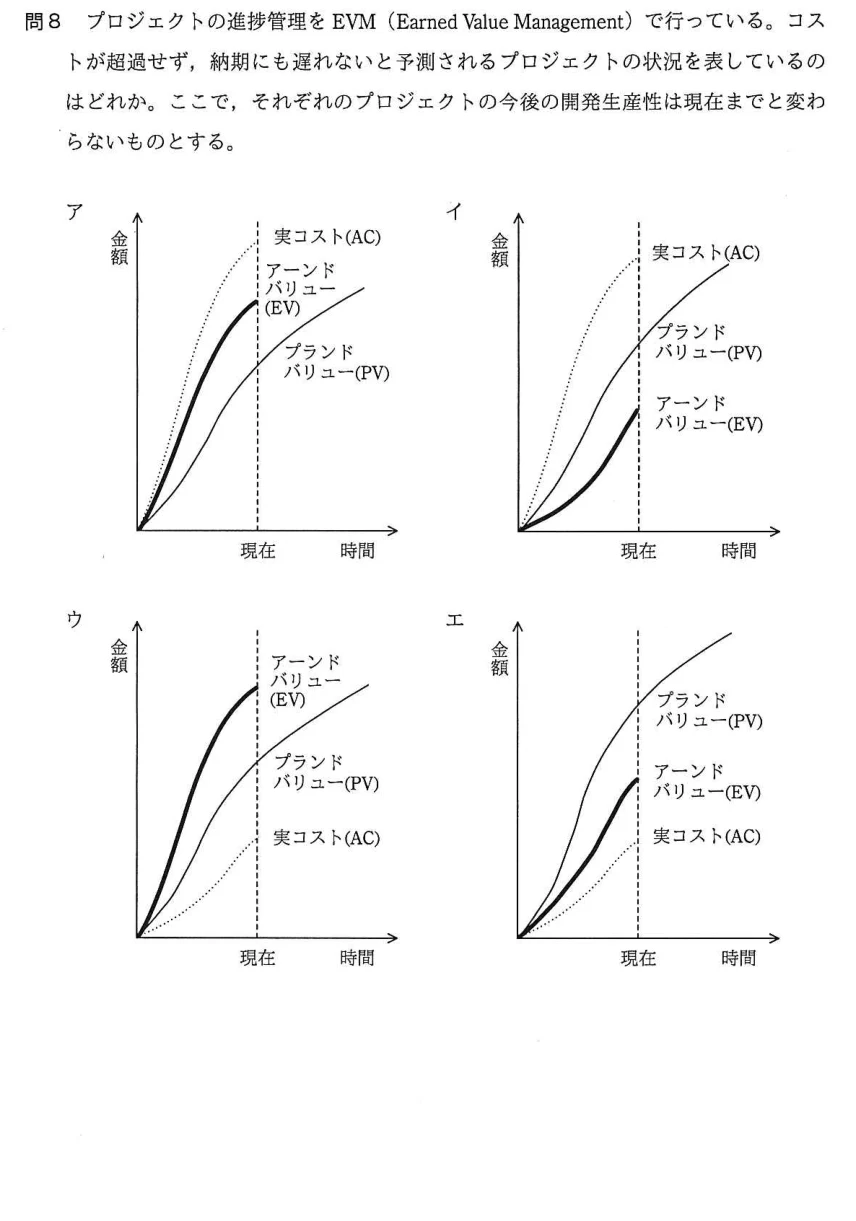 問8 プロジェクトの進捗管理を EVM（Earned Value Management）で行っている。コス
トが超過せず，納期にも遅れないと予測されるプロジェクトの状況を表しているの
はどれか。ここで，それぞれのプロジェクトの今後の開発生産性は現在までと変わ
らないものとする。
ア
金額
実コスト(AC)
アーンド
バリュー
(EV)
プランド
バリュー(PV)
現在
時間
イ
金額
実コスト(AC)
プランド
バリュー(PV)
アーンド
バリュー(EV)
現在
時間
ウ
金額
アーンド
バリュー
(EV)
プランド
バリュー(PV)
実コスト(AC)
現在
時間
エ
金額
プランド
バリュー(PV)
アーンド
バリュー(EV)
実コスト(AC)
現在
時間